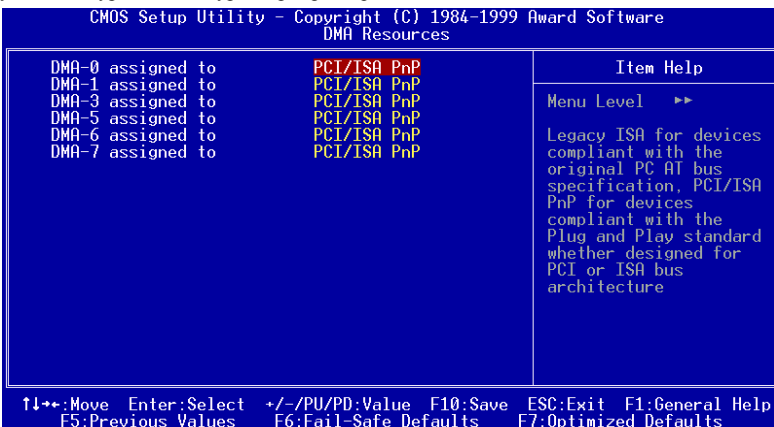 CMOS Setup Utility - Copyright (C) 1984-1999 Award Software
DMA Resources
DMA-0 assigned to PCI/ISA PnP
DMA-1 assigned to PCI/ISA PnP
DMA-3 assigned to PCI/ISA PnP
DMA-5 assigned to PCI/ISA PnP
DMA-6 assigned to PCI/ISA PnP
DMA-7 assigned to PCI/ISA PnP
Item Help
Menu Level ▸▸
Legacy ISA for devices
compliant with the
original PC AT bus
specification, PCI/ISA
PnP for devices
compliant with the
Plug and Play standard
whether designed for
PCI or ISA bus
architecture
↑↓→←:Move Enter:Select +/-/PU/PD:Value F10:Save ESC:Exit F1:General Help
F5:Previous Values F6:Fail-Safe Defaults F7:Optimized Defaults